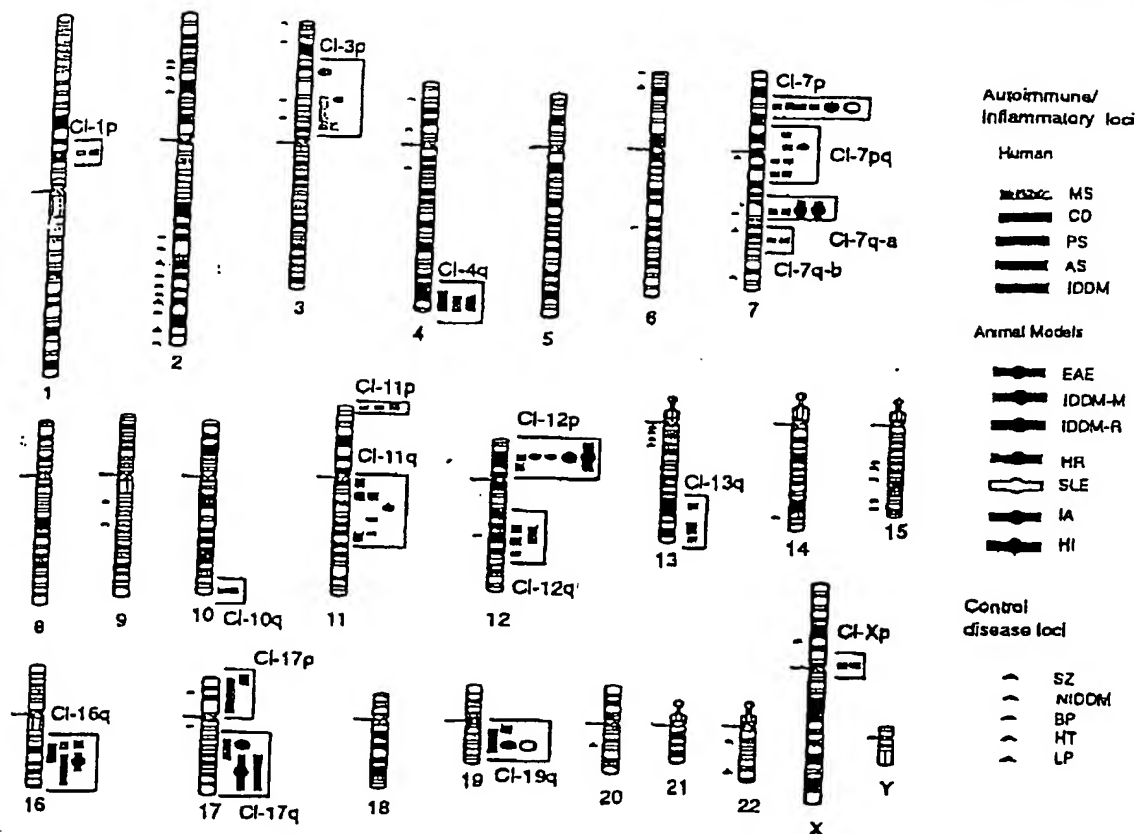 Cl-1p
1
2
Cl-3p
3
Cl-4q
4
5
6
Cl-7p
Cl-7pq
Cl-7q-a
Cl-7q-b
7
8
9
10
Cl-10q
Cl-11p
Cl-11q
11
Cl-12p
12
Cl-12q
Cl-13q
13
14
15
Cl-16q
16
Cl-17p
17
Cl-17q
18
19
Cl-19q
20
21
22
Cl-Xp
X
Y
Autoimmune/
Inflammatory loci
Human
MS
CD
PS
AS
IDDM
Animal Models
EAE
IDDM-M
IDDM-R
HR
SLE
IA
HI
Control
disease loci
SZ
NIDDM
BP
HT
LP